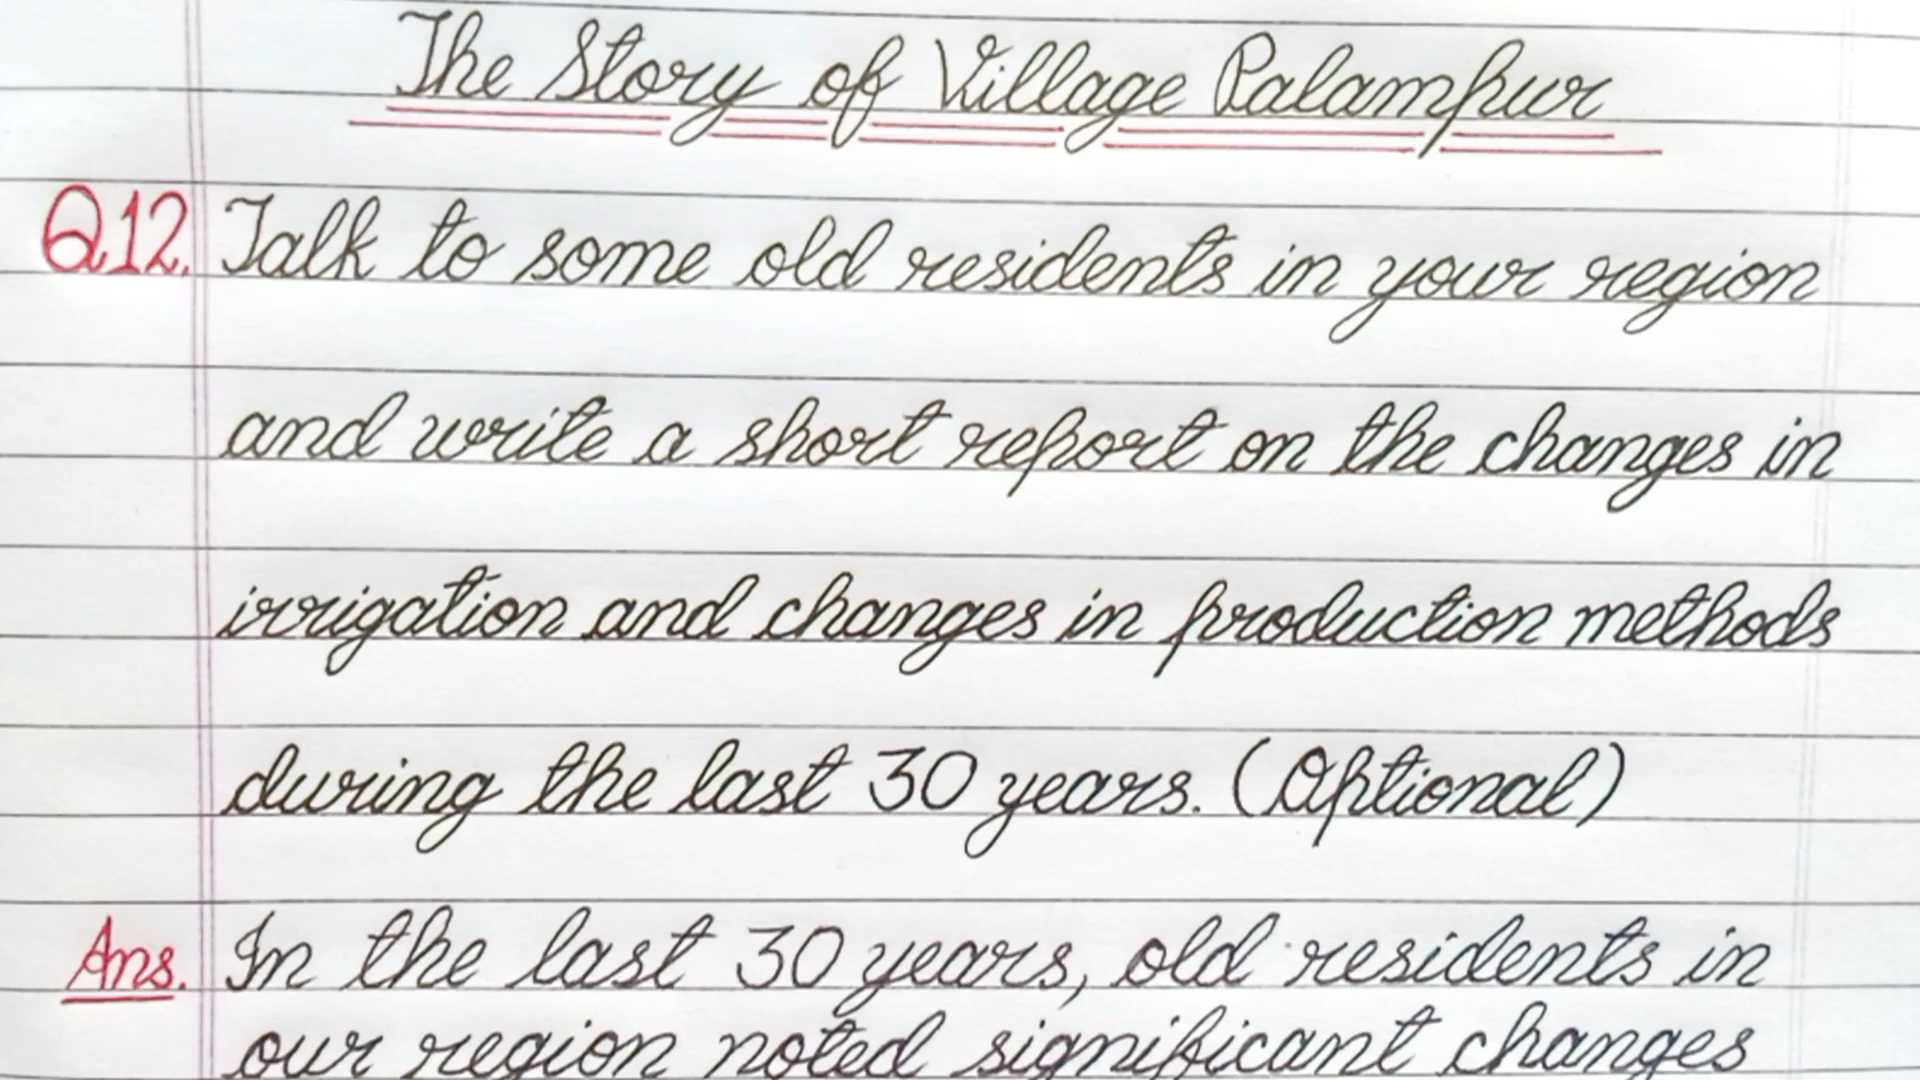 The Story of Village Palampur
Q12. Talk to some old residents in your region
and write a short report on the changes in
irrigation and changes in production methods
during the last 30 years. (Optional)
Ans. In the last 30 years, old residents in
our region noted significant changes